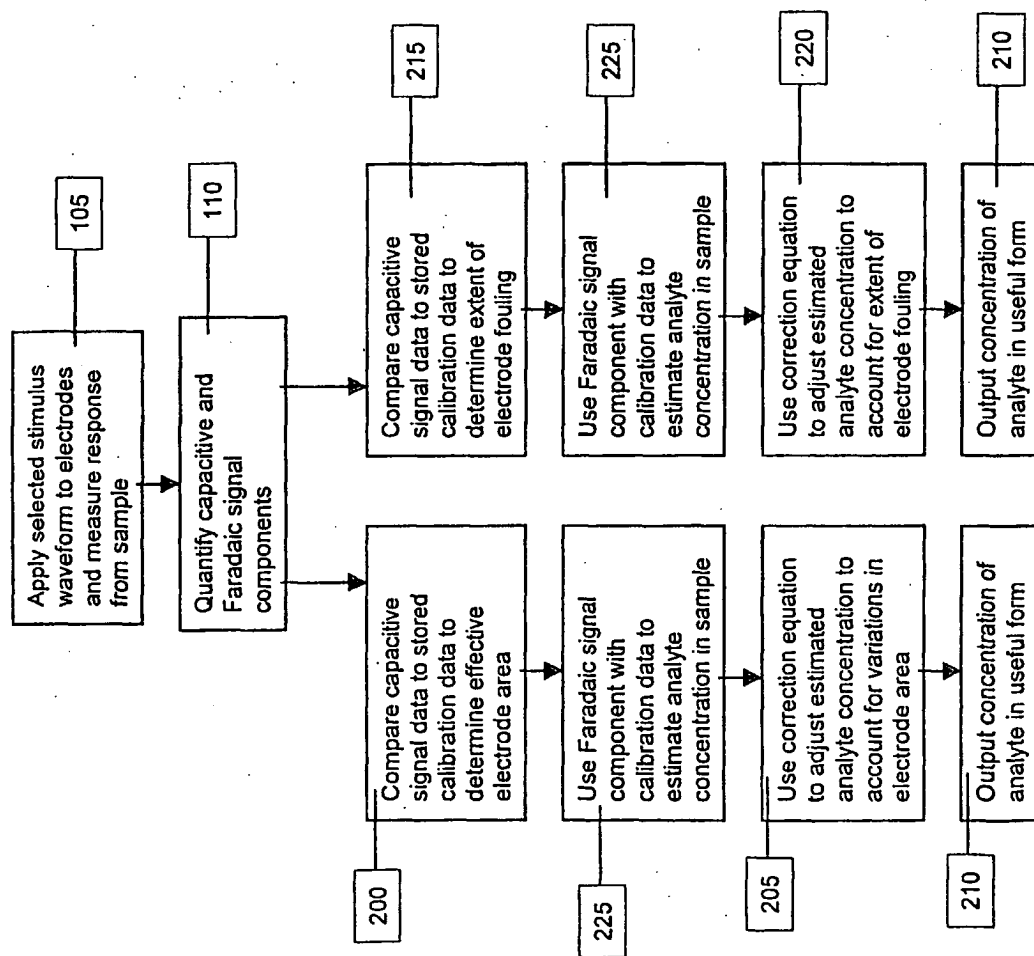 Apply selected stimulus
waveform to electrodes
and measure response
from sample
105
Quantify capacitive and
Faradaic signal
components
110
Compare capacitive
signal data to stored
calibration data to
determine effective
electrode area
200
Use Faradaic signal
component with
calibration data to
estimate analyte
concentration in sample
225
Use correction equation
to adjust estimated
analyte concentration to
account for variations in
electrode area
205
Output concentration of
analyte in useful form
210
Compare capacitive
signal data to stored
calibration data to
determine extent of
electrode fouling
215
Use Faradaic signal
component with
calibration data to
estimate analyte
concentration in sample
225
Use correction equation
to adjust estimated
analyte concentration to
account for extent of
electrode fouling
220
Output concentration of
analyte in useful form
210